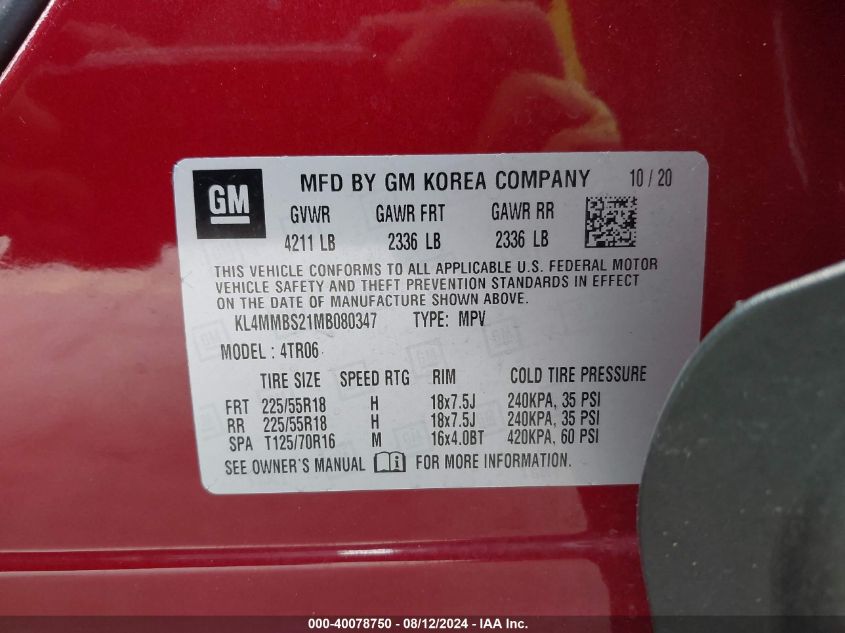 GM MFD BY GM KOREA COMPANY 10 / 20
GVWR GAWR FRT GAWR RR
4211 LB 2336 LB 2336 LB
THIS VEHICLE CONFORMS TO ALL APPLICABLE U.S. FEDERAL MOTOR
VEHICLE SAFETY AND THEFT PREVENTION STANDARDS IN EFFECT
ON THE DATE OF MANUFACTURE SHOWN ABOVE.
KL4MMBS21MB080347 TYPE: MPV
MODEL : 4TR06
TIRE SIZE SPEED RTG RIM COLD TIRE PRESSURE
FRT 225/55R18 H 18x7.5J 240KPA, 35 PSI
RR 225/55R18 H 18x7.5J 240KPA, 35 PSI
SPA T125/70R16 M 16x4.0BT 420KPA, 60 PSI
SEE OWNER'S MANUAL FOR MORE INFORMATION.
000-40078750 - 08/12/2024 - IAA Inc.